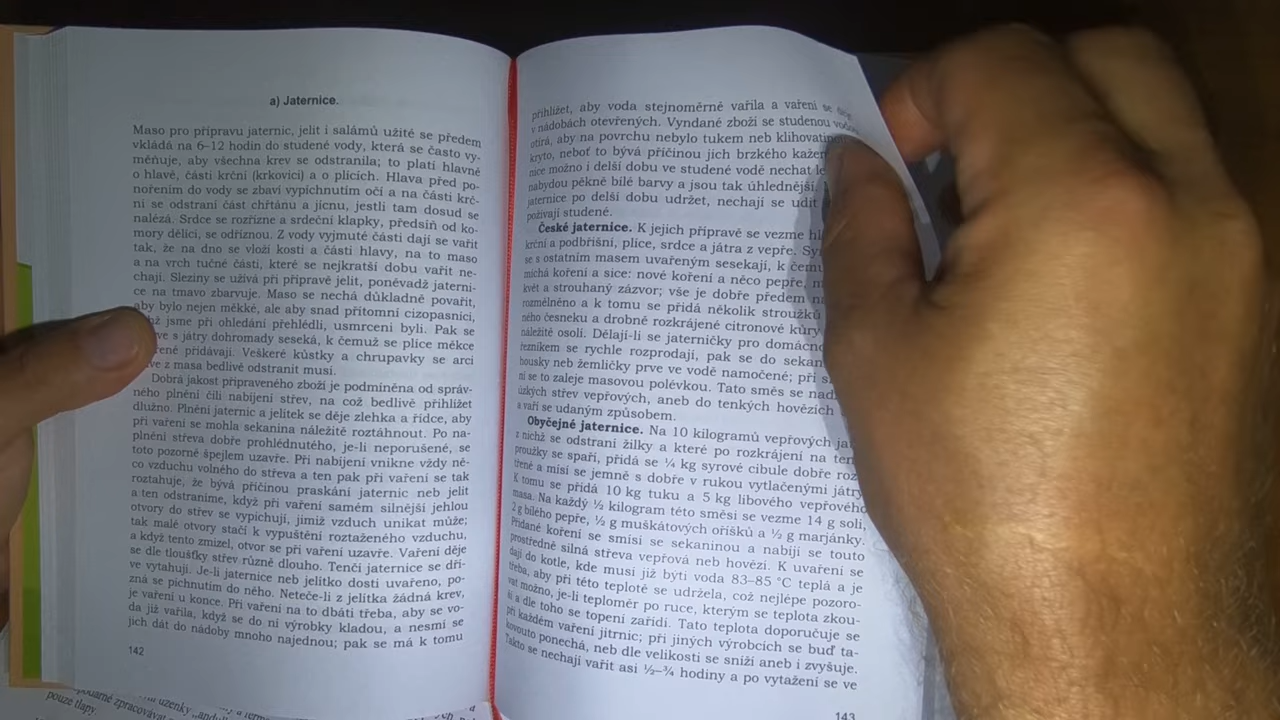 a) Jaternice.
Maso pro přípravu jaternic, jelit i salámů užité se předem
vkládá na 6–12 hodin do studené vody, která se často vy-
měňuje, aby všechna krev se odstranila; to platí hlavně
o hlavě, části krční (krkovici) a o plících. Hlava před po-
nořením do vody se zbaví vypíchnutím očí a na části krč-
ní se odstraní část chřtánu a jícnu, jestli tam dosud se
nalézá. Srdce se rozřízne a srdeční klapky, předsíň od ko-
mory dělící, se odříznou. Z vody vyjmuté části dají se vařit
tak, že na dno se vloží kosti a části hlavy, na to maso
a na vrch tučné části, které se nejkratší dobu vařit ne-
chají. Sleziny se užívá při přípravě jelit, poněvadž jaterni-
ce na tmavo zbarvuje. Maso se nechá důkladně povařit,
aby bylo nejen měkké, ale aby snad přítomní cizopasníci,
jsme při ohledání přehlédli, usmrceni byli. Pak se
s játry dohromady seseká, k čemuž se plíce měkce
přidávají. Veškeré kůstky a chrupavky se arci
z masa bedlivě odstranit musí.
Dobrá jakost připraveného zboží je podmíněna od správ-
ného plnění čili nabíjení střev, na což bedlivě přihlížet
dlužno. Plnění jaternic a jelítek se děje zlehka a řídce, aby
při vaření se mohla sekanina náležitě roztáhnout. Po na-
plnění střeva dobře prohlédnutého, je-li neporušené, se
toto pozorně špejlem uzavře. Při nabíjení vnikne vždy ně-
co vzduchu volného do střeva a ten pak při vaření se tak
roztahuje, že bývá příčinou praskání jaternic neb jelit
a ten odstraníme, když při vaření samém silnější jehlou
otvory do střev se vypíchují, jimiž vzduch unikat může;
tak malé otvory stačí k vypuštění roztaženého vzduchu,
a když tento zmizel, otvor se při vaření uzavře. Vaření děje
se dle tloušťky střev různě dlouho. Tenčí jaternice se dří-
ve vytahují. Je-li jaternice neb jelítko dosti uvařeno, po-
zná se píchnutím do něho. Neteče-li z jelítka žádná krev,
je vaření u konce. Při vaření na to dbáti třeba, aby se vo-
da již vařila, když se do ní výrobky kladou, a nesmí se
jich dát do nádoby mnoho najednou; pak se má k tomu
142
přihlížet, aby voda stejnoměrně vařila a vaření se
v nádobách otevřených. Vyndané zboží se studenou
otírá, aby na povrchu nebylo tukem neb
kryto, neboť to bývá příčinou jich brzkého
nice možno i delší dobu ve studené vodě nechat
nabydou pěkně bílé barvy a jsou tak úhlednější.
jaternice po delší dobu udržet, nechají se udit
požívají studené.
České jaternice. K jejich přípravě se vezme
krční a podbřišní, plíce, srdce a játra z vepře.
se s ostatním masem uvařeným sesekají, k
míchá koření a sice: nové koření a něco pepře,
květ a strouhaný zázvor; vše je dobře předem
rozmělněno a k tomu se přidá několik stroužků
ného česneku a drobně rozkrájené citronové kůry
náležitě osolí. Dělají-li se jaterničky pro
řezníkem se rychle rozprodají, pak se do
housky neb žemličky prve ve vodě namočené; při
ní se to zaleje masovou polévkou. Tato směs se
úzkých střev vepřových, aneb do tenkých hovězích
a vaří se udaným způsobem.
Obyčejné jaternice. Na 10 kilogramů vepřových
z nichž se odstraní žilky a které po rozkrájení na
proužky se spaří, přidá se ¼ kg syrové cibule dobře
třené a mísí se jemně s dobře v rukou vytlačenými játry
K tomu se přidá 10 kg tuku a 5 kg libového vepřového
masa. Na každý ½ kilogram této směsi se vezme 14 g soli,
2 g bílého pepře, ½ g muškátových oříšků a ½ g marjánky.
Přidané koření se smísí se sekaninou a nabíjí se touto
prostředně silná střeva vepřová neb hovězí. K uvaření se
dají do kotle, kde musí již býti voda 83–85 °C teplá a je
třeba, aby při této teplotě se udržela, což nejlépe pozoro-
vat možno, je-li teploměr po ruce, kterým se teplota zkou-
ší a dle toho se topení zařídí. Tato teplota doporučuje se
při každém vaření jitrnic; při jiných výrobcích se buď ta-
kovouto ponechá, neb dle velikosti se sníží aneb i zvyšuje.
Takto se nechají vařit asi ½–¾ hodiny a po vytažení se ve
143
uzenky
zpracovávat
pouze tlapy.